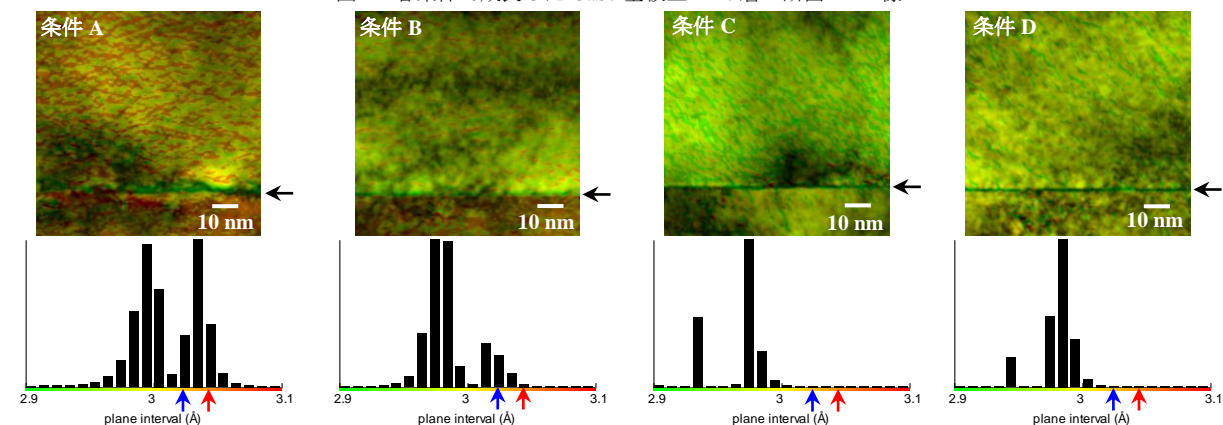 条件 A
条件 B
条件 C
条件 D
10 nm
10 nm
10 nm
10 nm
2.9 3 3.1
plane interval (Å)
2.9 3 3.1
plane interval (Å)
2.9 3 3.1
plane interval (Å)
2.9 3 3.1
plane interval (Å)